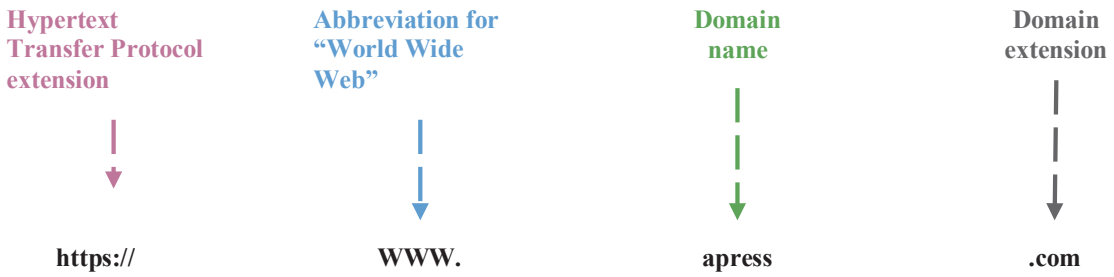 Hypertext
Transfer Protocol
extension
Abbreviation for
“World Wide
Web”
Domain
name
Domain
extension
https://
WWW.
apress
.com